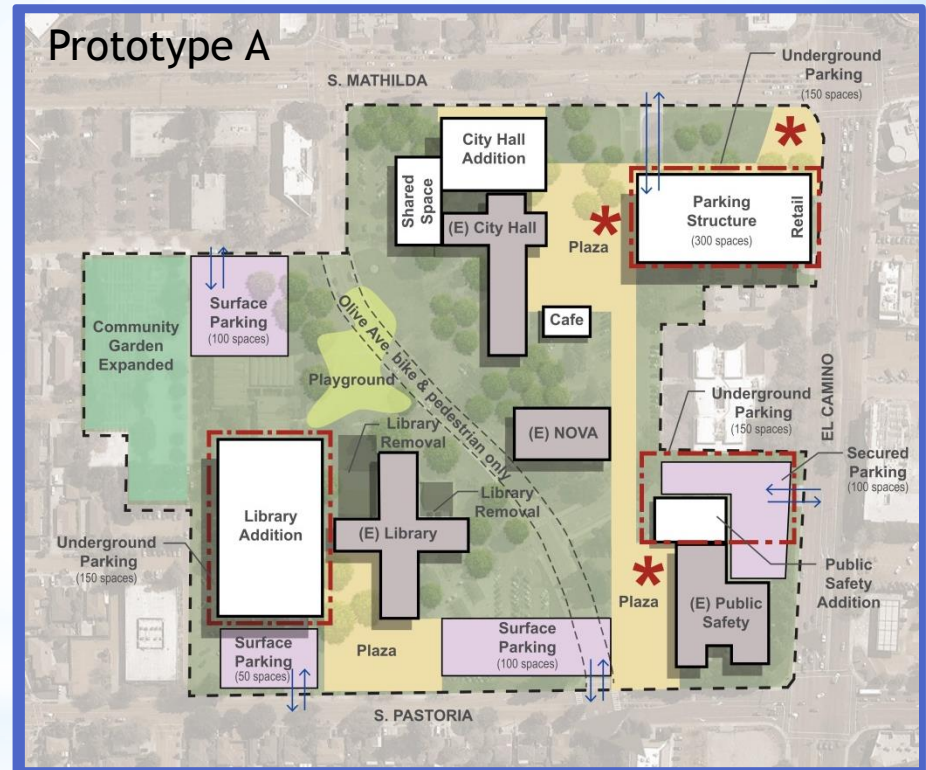 Prototype A
S. MATHILDA
Underground
Parking
(150 spaces)
City Hall
Addition
Shared
Space
(E) City Hall
Plaza
Parking
Structure
(300 spaces)
Retail
Cafe
Community
Garden
Expanded
Surface
Parking
(100 spaces)
Olive Ave. bike & pedestrian only
Playground
EL CAMINO
Library
Removal
(E) NOVA
Underground
Parking
(150 spaces)
Secured
Parking
(100 spaces)
Library
Removal
Library
Addition
(E) Library
Underground
Parking
(150 spaces)
Public
Safety
Addition
Plaza
(E) Public
Safety
Surface
Parking
(50 spaces)
Plaza
Surface
Parking
(100 spaces)
S. PASTORIA